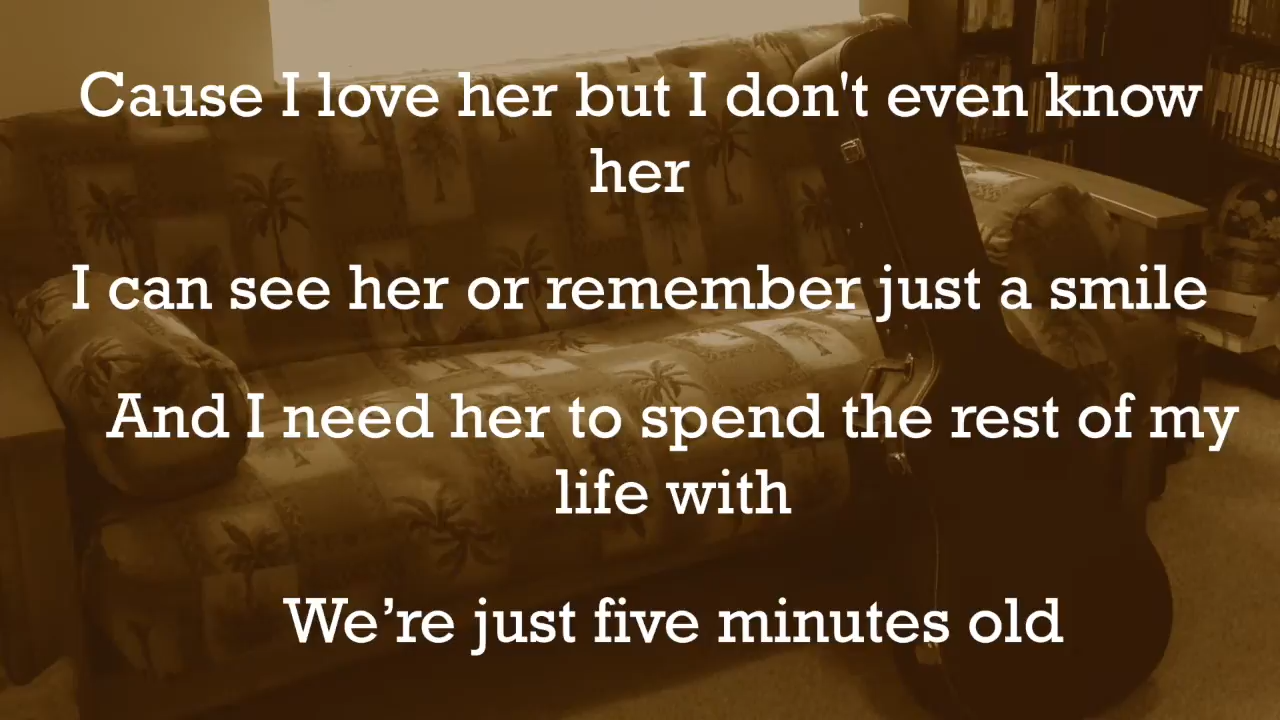 Cause I love her but I don't even know
her
I can see her or remember just a smile
And I need her to spend the rest of my
life with
We’re just five minutes old